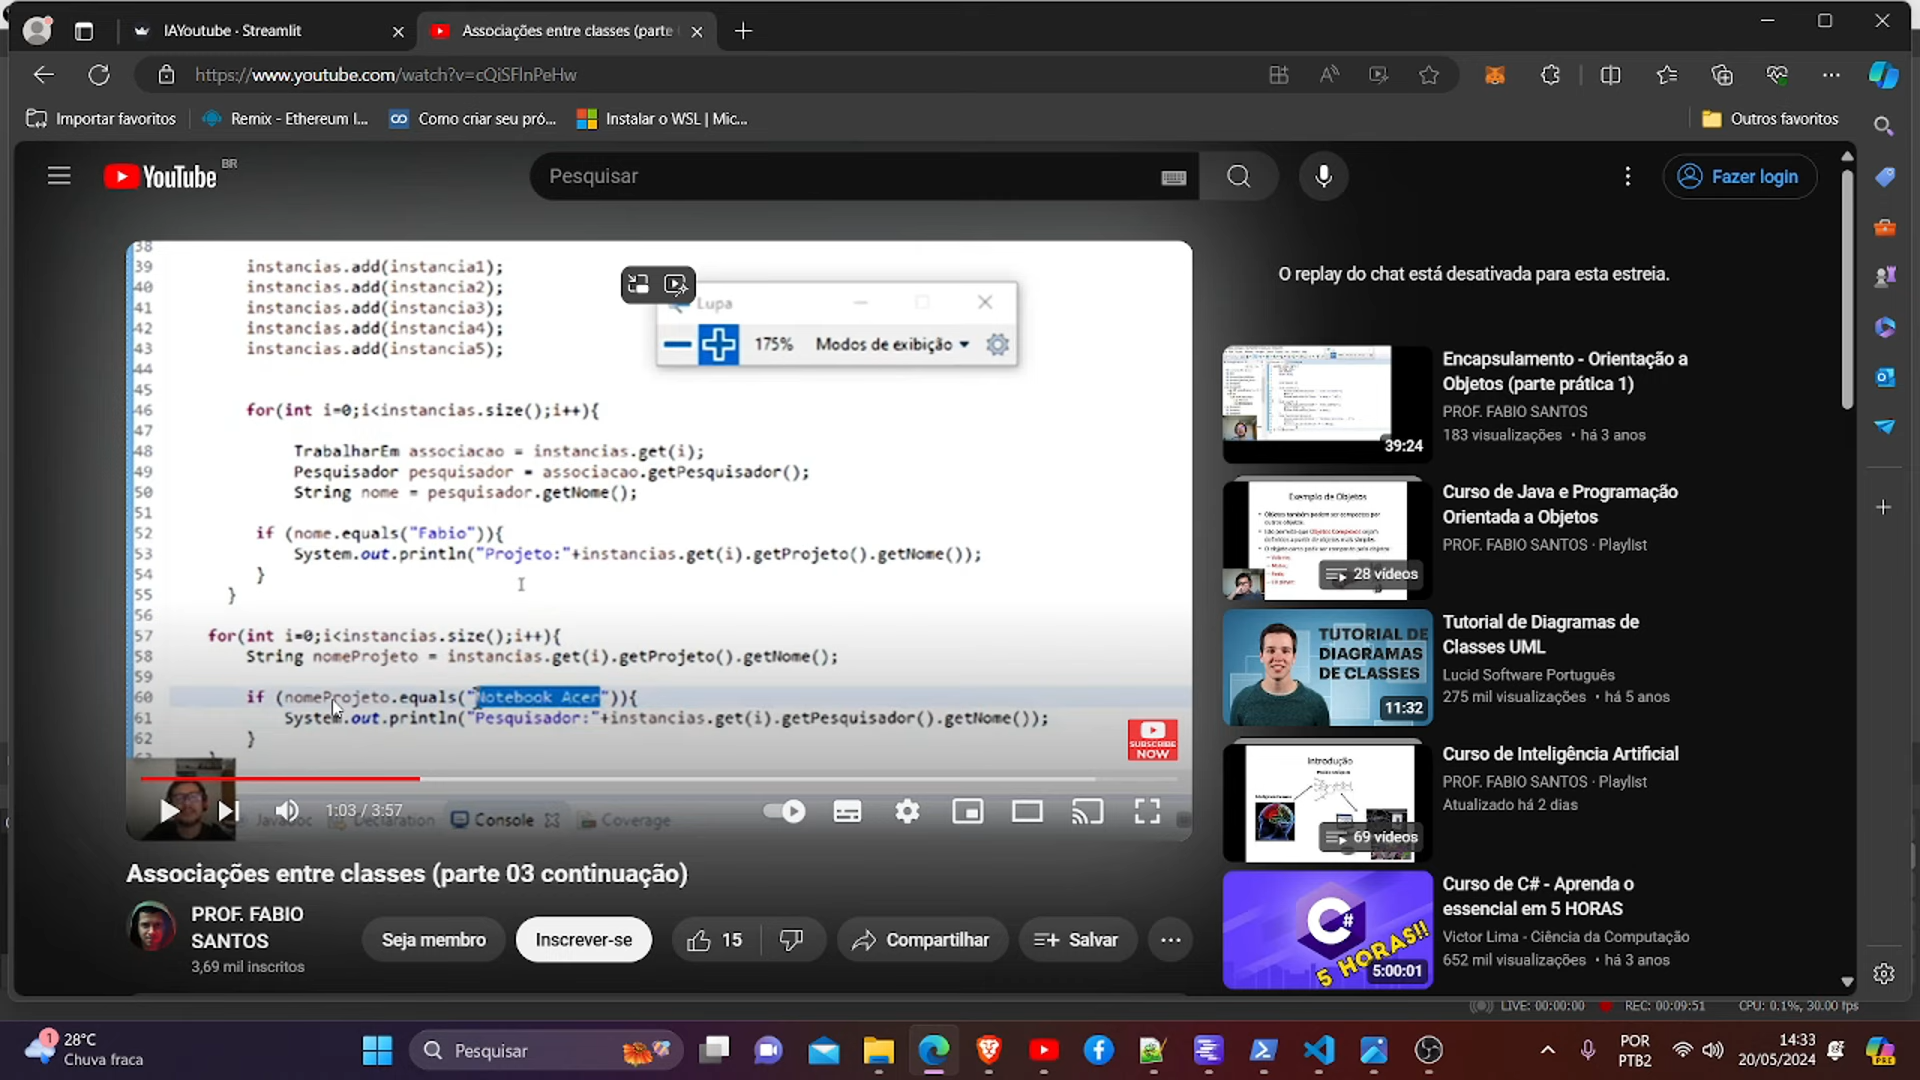 IAYoutube · Streamlit
Associações entre classes (parte
https://www.youtube.com/watch?v=cQiSFlnPeHw
Importar favoritos
Remix - Ethereum I...
Como criar seu pró...
Instalar o WSL | Mic...
Outros favoritos
YouTube BR
Pesquisar
Fazer login
38
39 instancias.add(instancia1);
40 instancias.add(instancia2);
41 instancias.add(instancia3);
42 instancias.add(instancia4);
43 instancias.add(instancia5);
44
45
46 for(int i=0;i<instancias.size();i++){
47
48 TrabalharEm associacao = instancias.get(i);
49 Pesquisador pesquisador = associacao.getPesquisador();
50 String nome = pesquisador.getNome();
51
52 if (nome.equals("Fabio")){
53 System.out.println("Projeto:"+instancias.get(i).getProjeto().getNome());
54 }
55 }
56
57 for(int i=0;i<instancias.size();i++){
58 String nomeProjeto = instancias.get(i).getProjeto().getNome();
59
60 if (nomeProjeto.equals("Notebook Acer")){
61 System.out.println("Pesquisador:"+instancias.get(i).getPesquisador().getNome());
62 }
Lupa
175% Modos de exibição
SUBSCRIBE
NOW
1:03 / 3:57
Javadoc Declaration Console Coverage
Associações entre classes (parte 03 continuação)
PROF. FABIO
SANTOS
3,69 mil inscritos
Seja membro
Inscrever-se
15
Compartilhar
Salvar
O replay do chat está desativada para esta estreia.
39:24
Encapsulamento - Orientação a
Objetos (parte prática 1)
PROF. FABIO SANTOS
183 visualizações • há 3 anos
Exemplo de Objetos
28 vídeos
Curso de Java e Programação
Orientada a Objetos
PROF. FABIO SANTOS · Playlist
TUTORIAL DE
DIAGRAMAS
DE CLASSES
11:32
Tutorial de Diagramas de
Classes UML
Lucid Software Português
275 mil visualizações • há 5 anos
Introdução
69 vídeos
Curso de Inteligência Artificial
PROF. FABIO SANTOS · Playlist
Atualizado há 2 dias
C#
5 HORAS!!
5:00:01
Curso de C# - Aprenda o
essencial em 5 HORAS
Victor Lima - Ciência da Computação
652 mil visualizações • há 3 anos
LIVE: 00:00:00
REC: 00:09:51
CPU: 0.1%, 30.00 fps
1
28°C
Chuva fraca
Pesquisar
POR
PTB2
14:33
20/05/2024
PRE